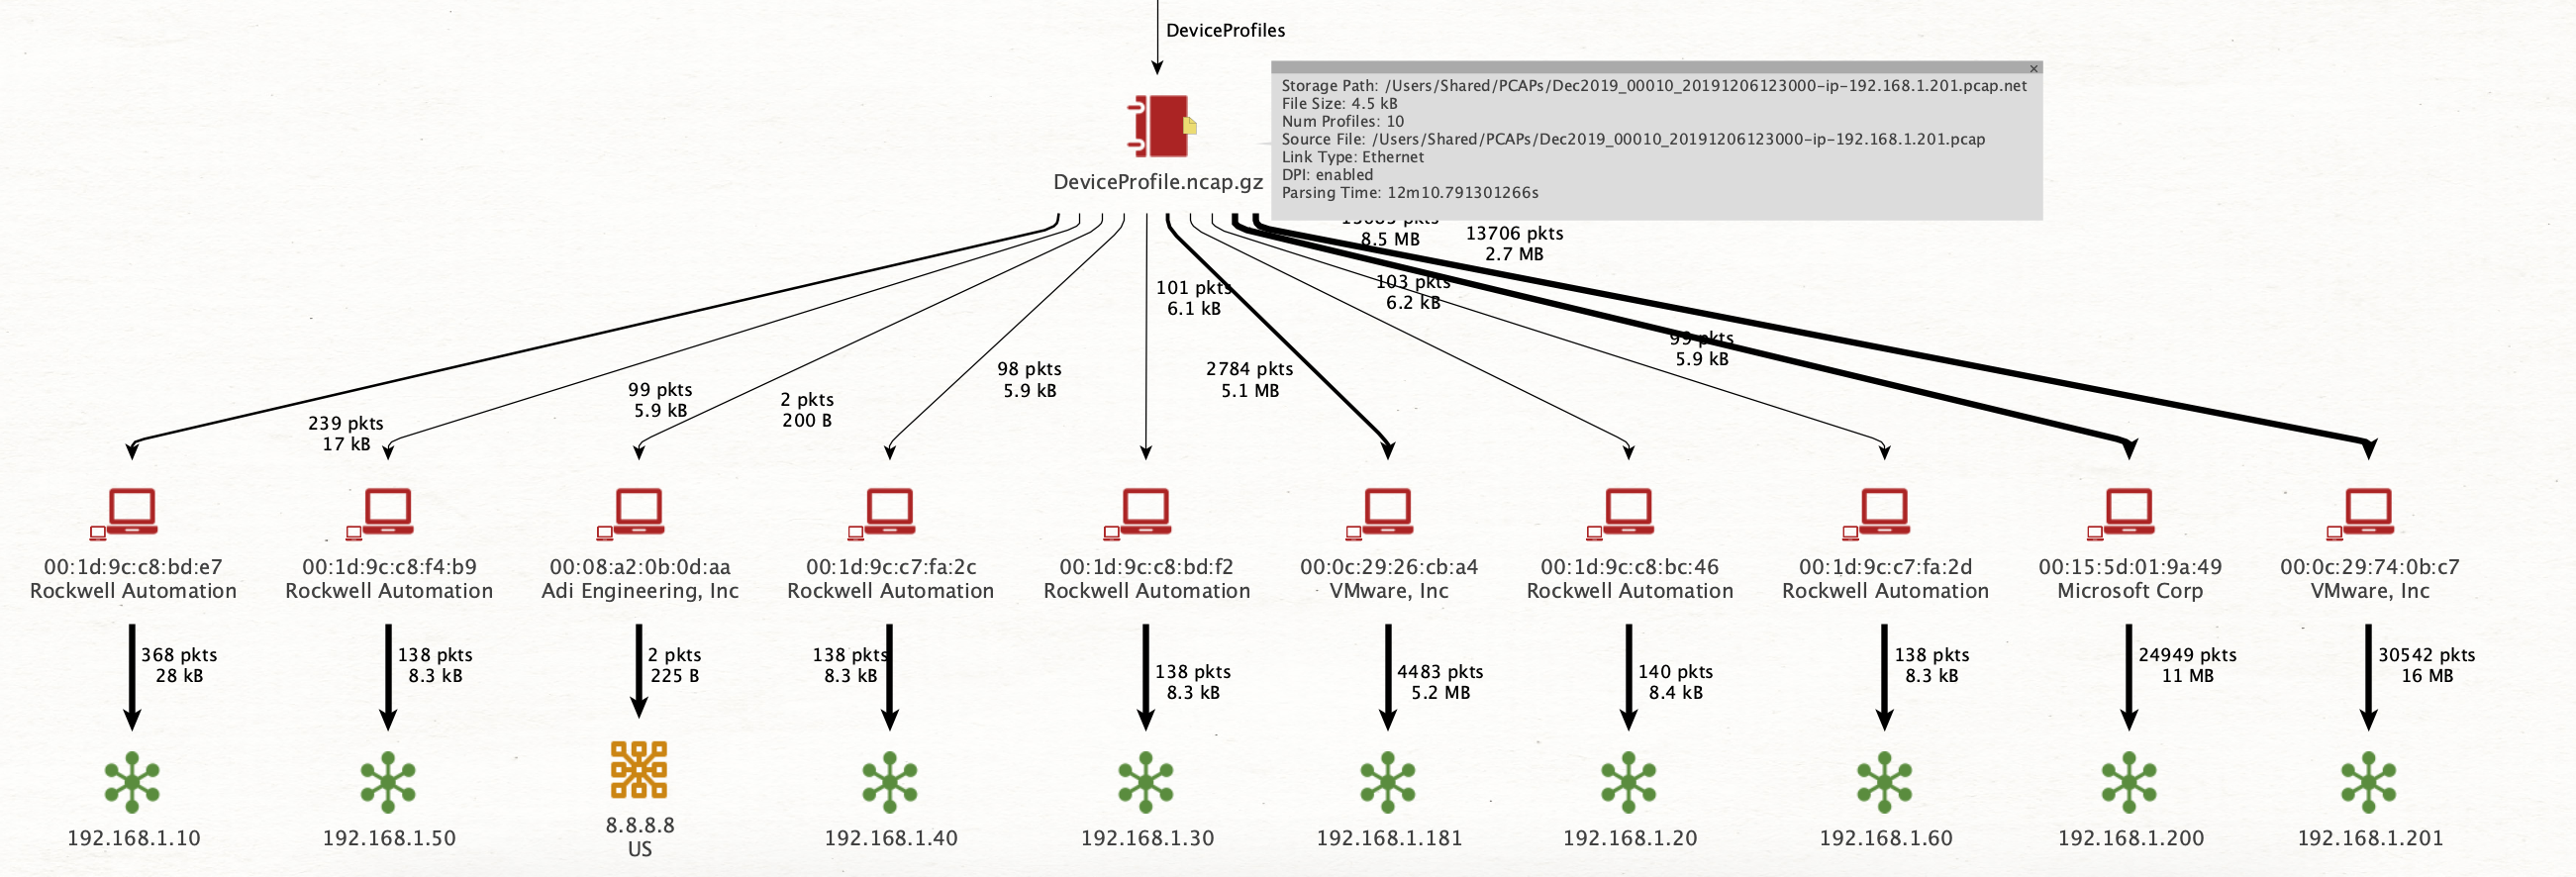 DeviceProfiles
×
Storage Path: /Users/Shared/PCAPs/Dec2019_00010_20191206123000-ip-192.168.1.201.pcap.net
File Size: 4.5 kB
Num Profiles: 10
Source File: /Users/Shared/PCAPs/Dec2019_00010_20191206123000-ip-192.168.1.201.pcap
Link Type: Ethernet
DPI: enabled
Parsing Time: 12m10.791301266s
DeviceProfile.ncap.gz
pkts
8.5 MB
13706 pkts
2.7 MB
101 pkts
6.1 kB
103 pkts
6.2 kB
99 pkts
5.9 kB
98 pkts
5.9 kB
2784 pkts
5.1 MB
99 pkts
5.9 kB
2 pkts
200 B
239 pkts
17 kB
00:1d:9c:c8:bd:e7
Rockwell Automation
00:1d:9c:c8:f4:b9
Rockwell Automation
00:08:a2:0b:0d:aa
Adi Engineering, Inc
00:1d:9c:c7:fa:2c
Rockwell Automation
00:1d:9c:c8:bd:f2
Rockwell Automation
00:0c:29:26:cb:a4
VMware, Inc
00:1d:9c:c8:bc:46
Rockwell Automation
00:1d:9c:c7:fa:2d
Rockwell Automation
00:15:5d:01:9a:49
Microsoft Corp
00:0c:29:74:0b:c7
VMware, Inc
368 pkts
28 kB
138 pkts
8.3 kB
2 pkts
225 B
138 pkts
8.3 kB
138 pkts
8.3 kB
4483 pkts
5.2 MB
140 pkts
8.4 kB
138 pkts
8.3 kB
24949 pkts
11 MB
30542 pkts
16 MB
192.168.1.10
192.168.1.50
8.8.8.8
US
192.168.1.40
192.168.1.30
192.168.1.181
192.168.1.20
192.168.1.60
192.168.1.200
192.168.1.201